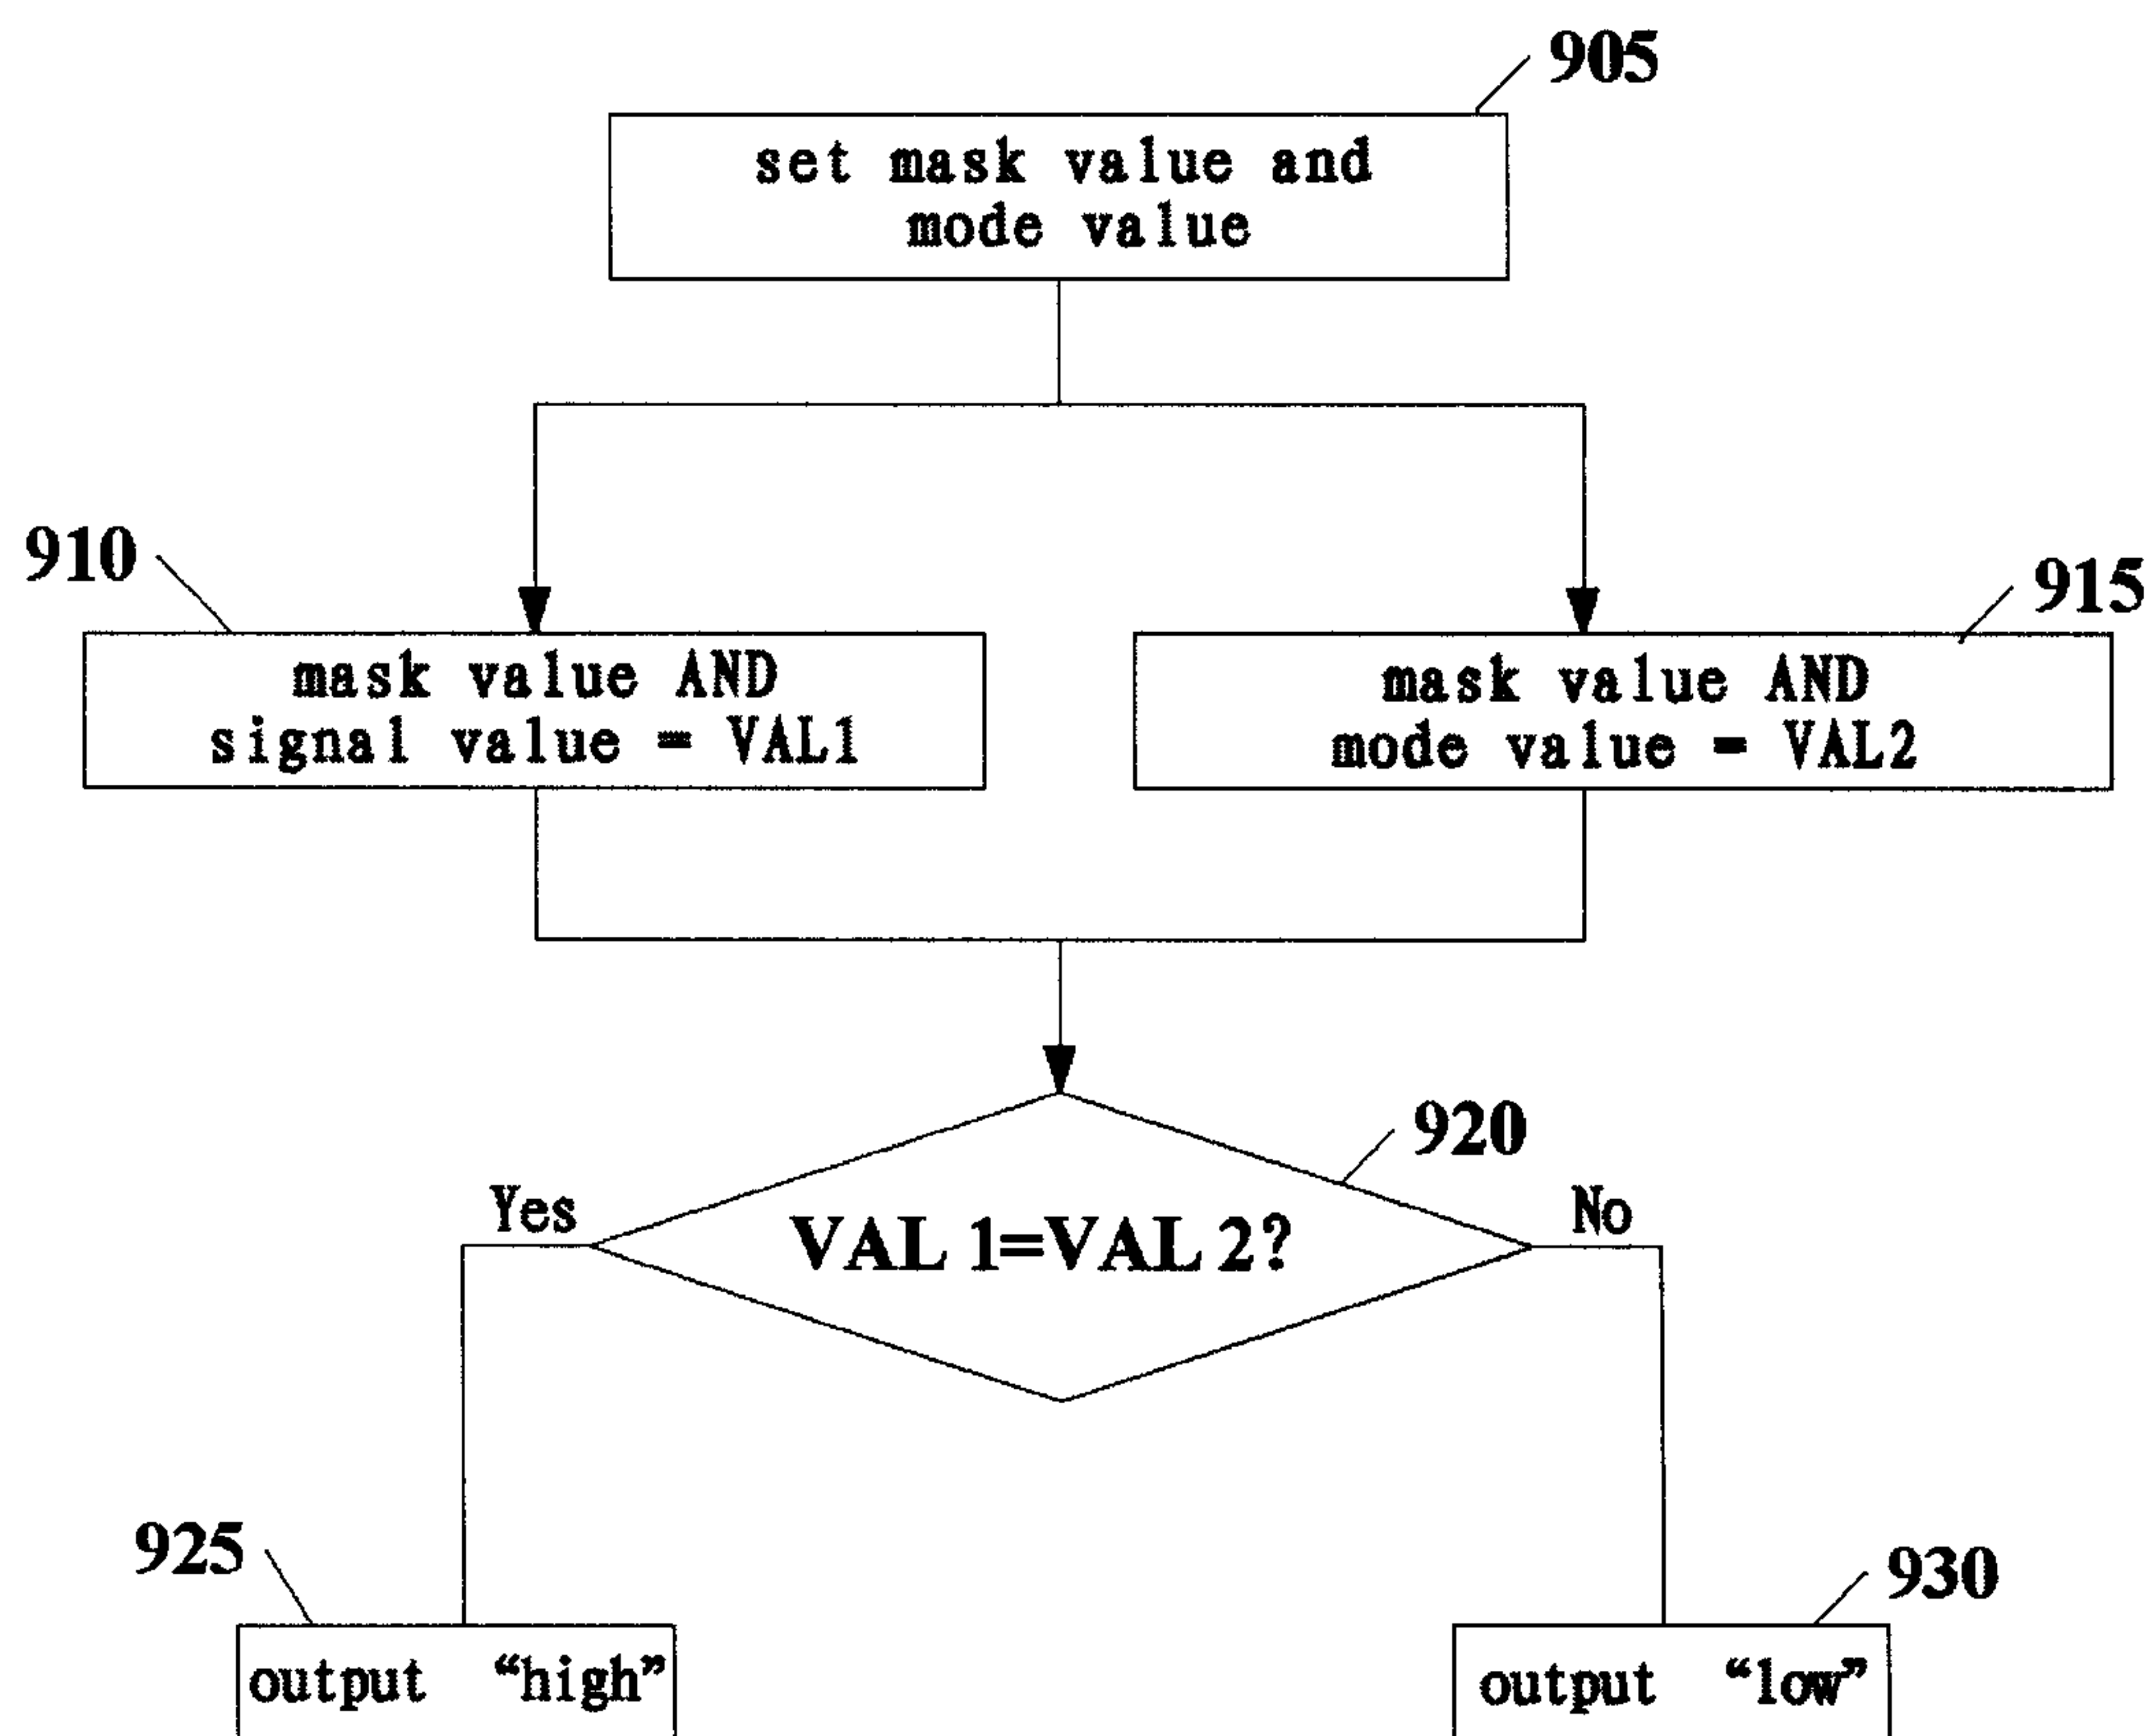 905
set mask value and
mode value
910
mask value AND
signal value = VAL1
915
mask value AND
mode value = VAL2
920
VAL 1=VAL 2?
Yes
No
925
output “high”
930
output “low”